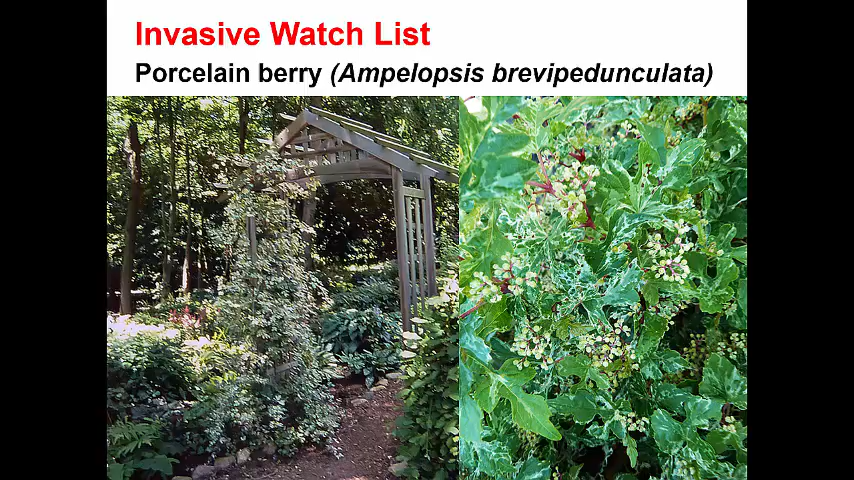 Invasive Watch List
Porcelain berry (Ampelopsis brevipedunculata)